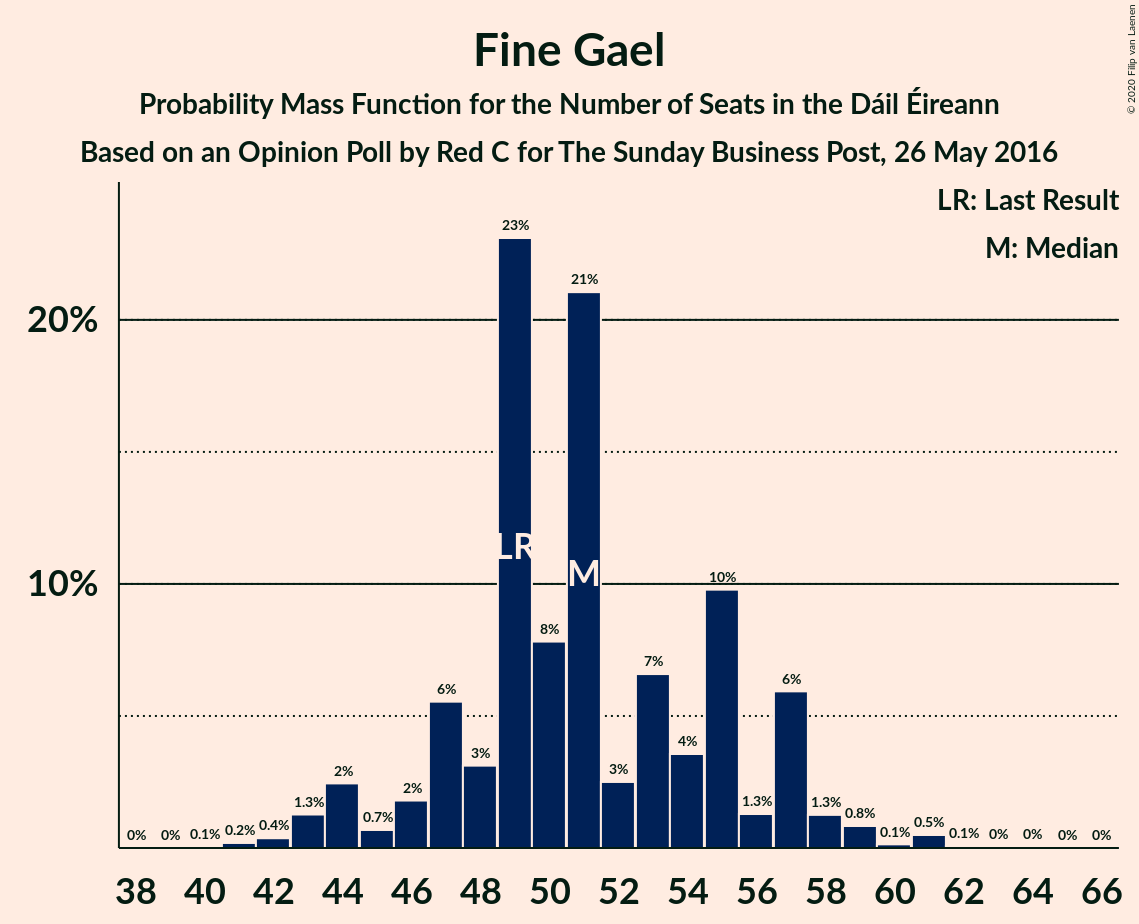 Fine Gael
Probability Mass Function for the Number of Seats in the Dáil Éireann
Based on an Opinion Poll by Red C for The Sunday Business Post, 26 May 2016
© 2020 Filip van Laenen
LR: Last Result
M: Median
20%
10%
0% 0% 0.1% 0.2% 0.4% 1.3% 2% 0.7% 2% 6% 3% 23% 8% 21% 3% 7% 4% 10% 1.3% 6% 1.3% 0.8% 0.1% 0.5% 0.1% 0% 0% 0% 0%
LR
M
38 40 42 44 46 48 50 52 54 56 58 60 62 64 66